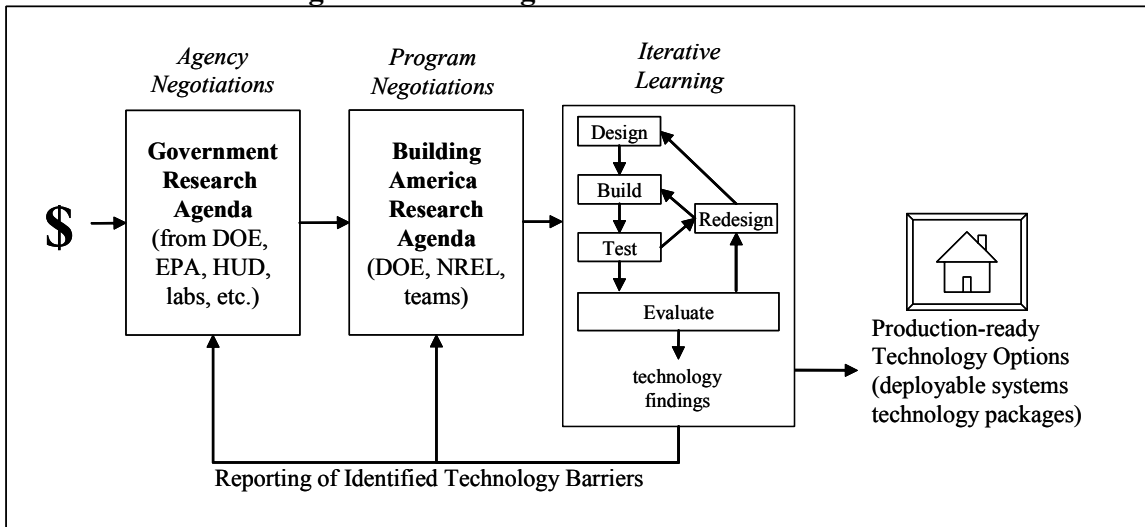 Agency
Negotiations
Program
Negotiations
Iterative
Learning
$
Government
Research
Agenda
(from DOE,
EPA, HUD,
labs, etc.)
Building
America
Research
Agenda
(DOE, NREL,
teams)
Design
Build
Redesign
Test
Evaluate
technology
findings
Production-ready
Technology Options
(deployable systems
technology packages)
Reporting of Identified Technology Barriers